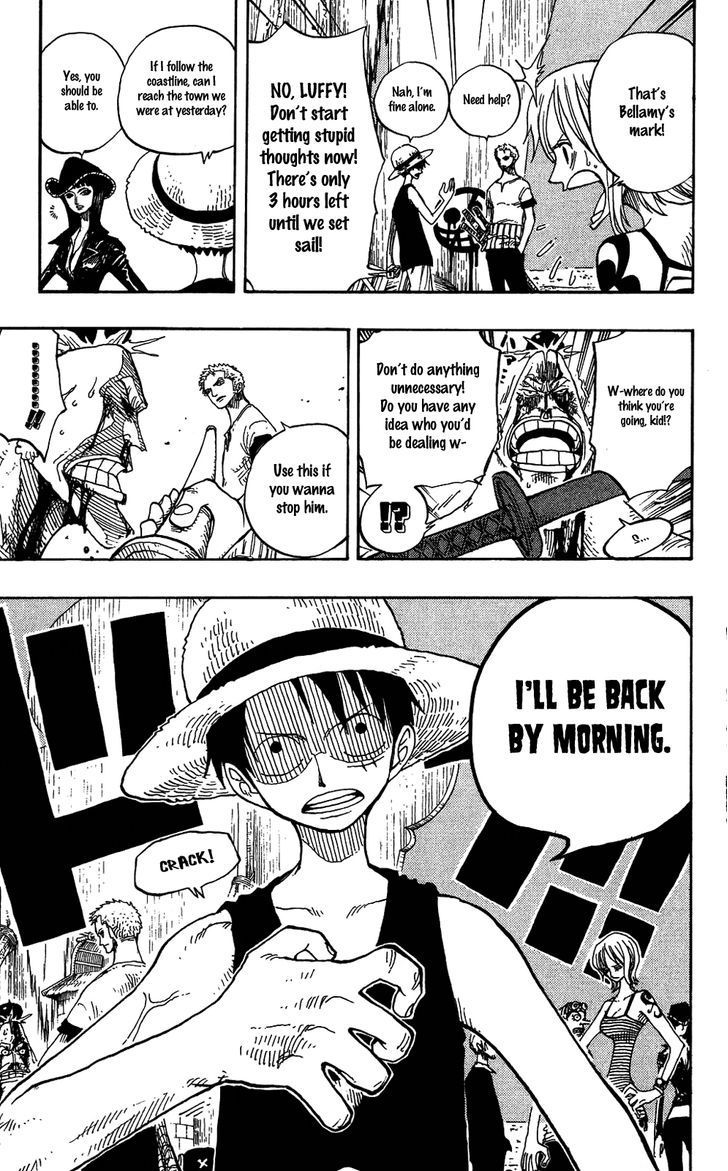 That's
Bellamy's
mark!
Need help?
Nah, I'm
fine alone.
NO, LUFFY!
Don't start
getting stupid
thoughts now!
There's only
3 hours left
until we set
sail!
If I follow the
coastline, can I
reach the town we
were at yesterday?
Yes, you
should be
able to.
W-where do you
think you're
going, kid!?
Don't do anything
unnecessary!
Do you have any
idea who you'd
be dealing w-
...
!?
Use this if
you wanna
stop him.
.........!!
I'LL BE BACK
BY MORNING.
CRACK!